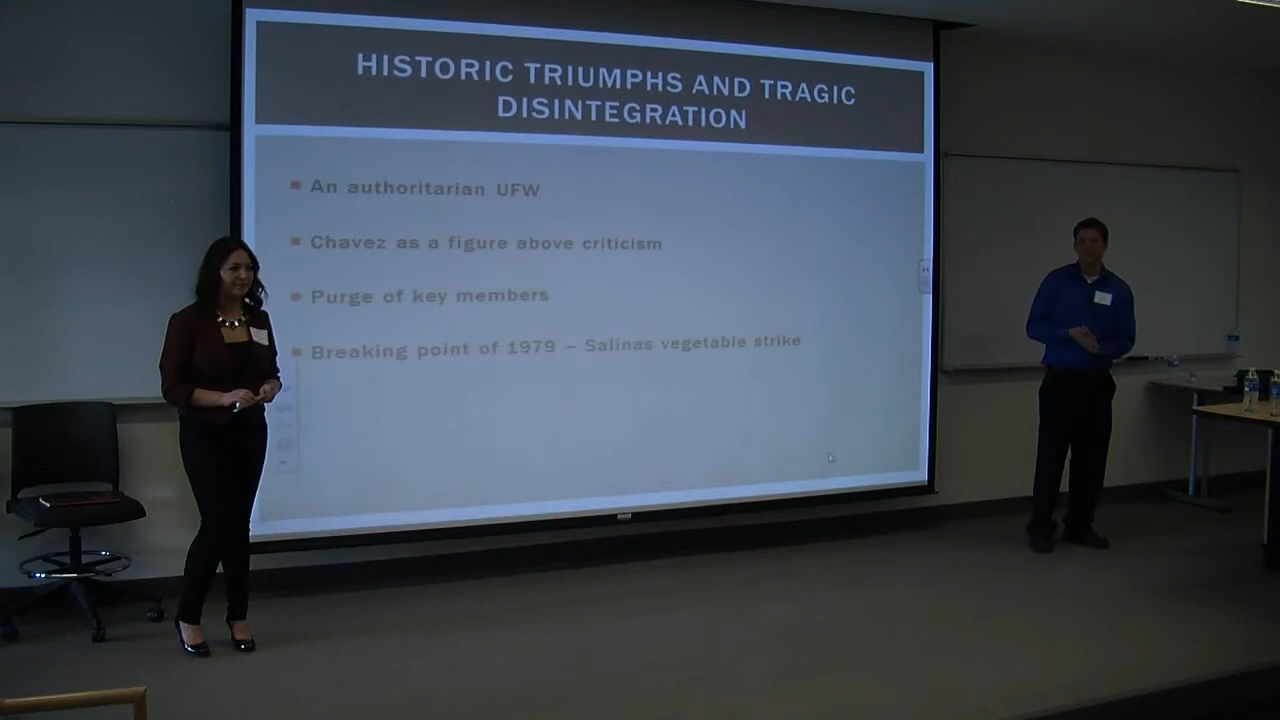 HISTORIC TRIUMPHS AND TRAGIC
DISINTEGRATION
An authoritarian UFW
Chavez as a figure above criticism
Purge of key members
Breaking point of 1979 – Salinas vegetable strike